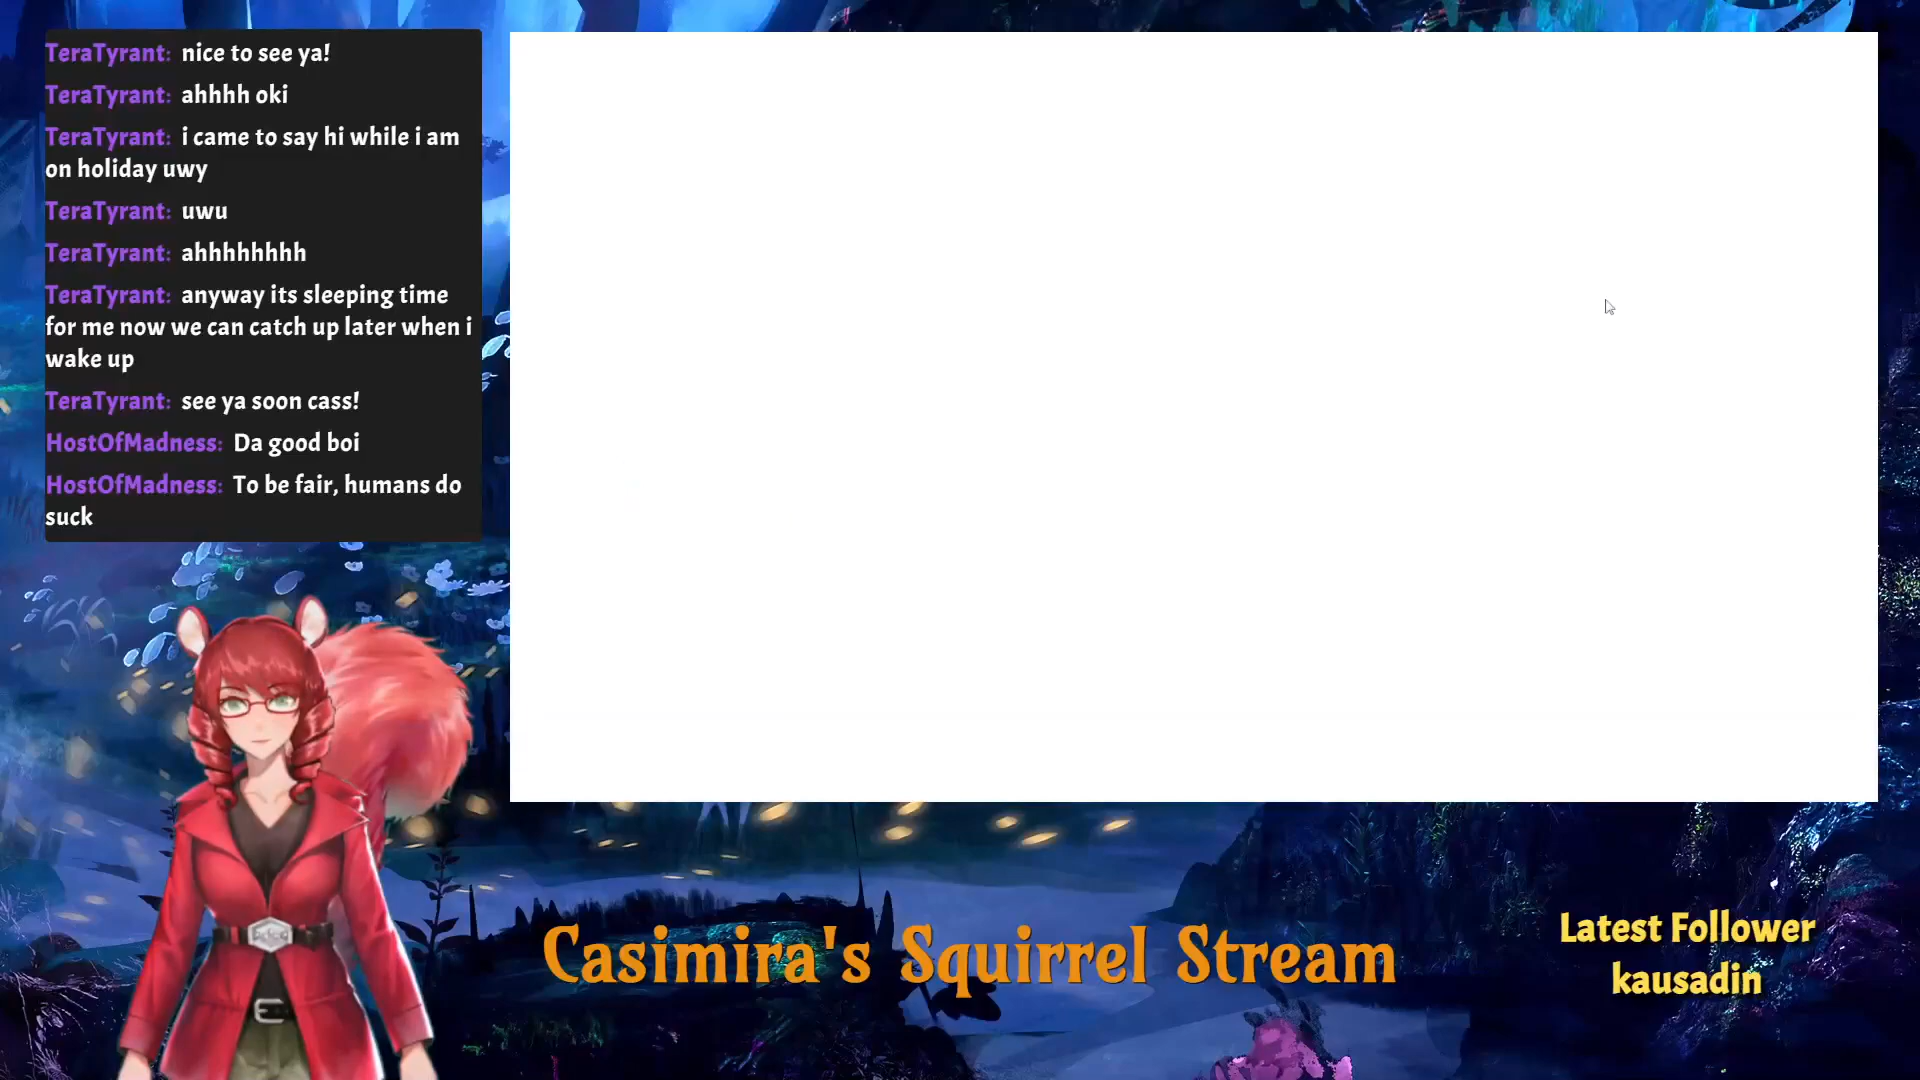 TeraTyrant: nice to see ya!
TeraTyrant: ahhhh oki
TeraTyrant: i came to say hi while i am
on holiday uwy
TeraTyrant: uwu
TeraTyrant: ahhhhhhhh
TeraTyrant: anyway its sleeping time
for me now we can catch up later when i
wake up
TeraTyrant: see ya soon cass!
HostOfMadness: Da good boi
HostOfMadness: To be fair, humans do
suck
Casimira's Squirrel Stream
Latest Follower
kausadin